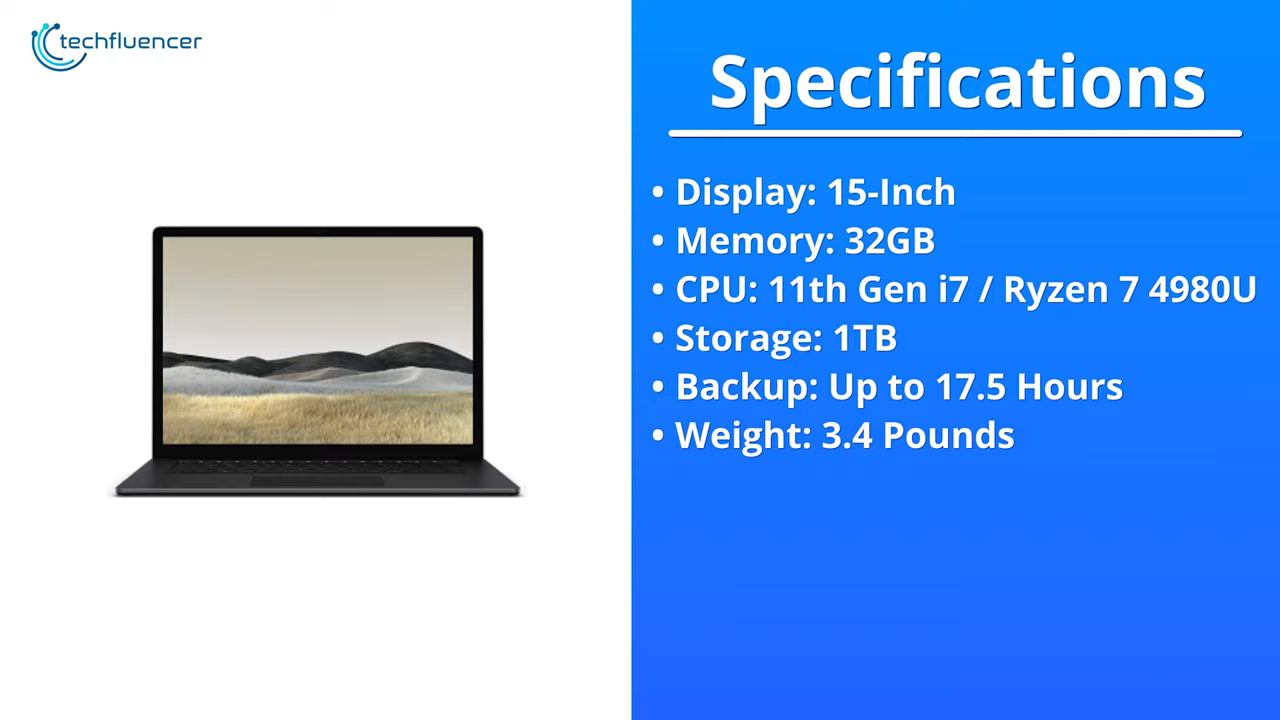 techfluencer
Specifications
• Display: 15-Inch
• Memory: 32GB
• CPU: 11th Gen i7 / Ryzen 7 4980U
• Storage: 1TB
• Backup: Up to 17.5 Hours
• Weight: 3.4 Pounds